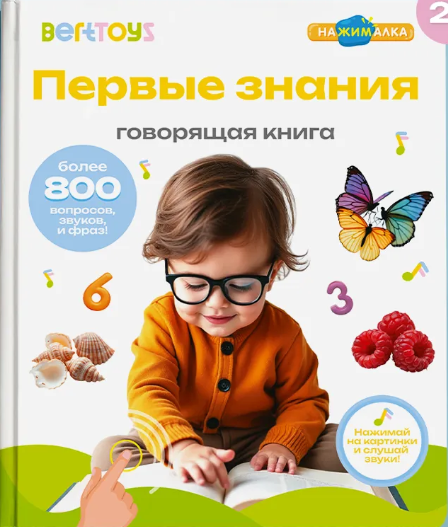 BertToys
НАЖИМАЛКА
2
Первые знания
говорящая книга
более
800
вопросов,
звуков,
и фраз!
6
3
Нажимай
на картинки
и слушай
звуки!